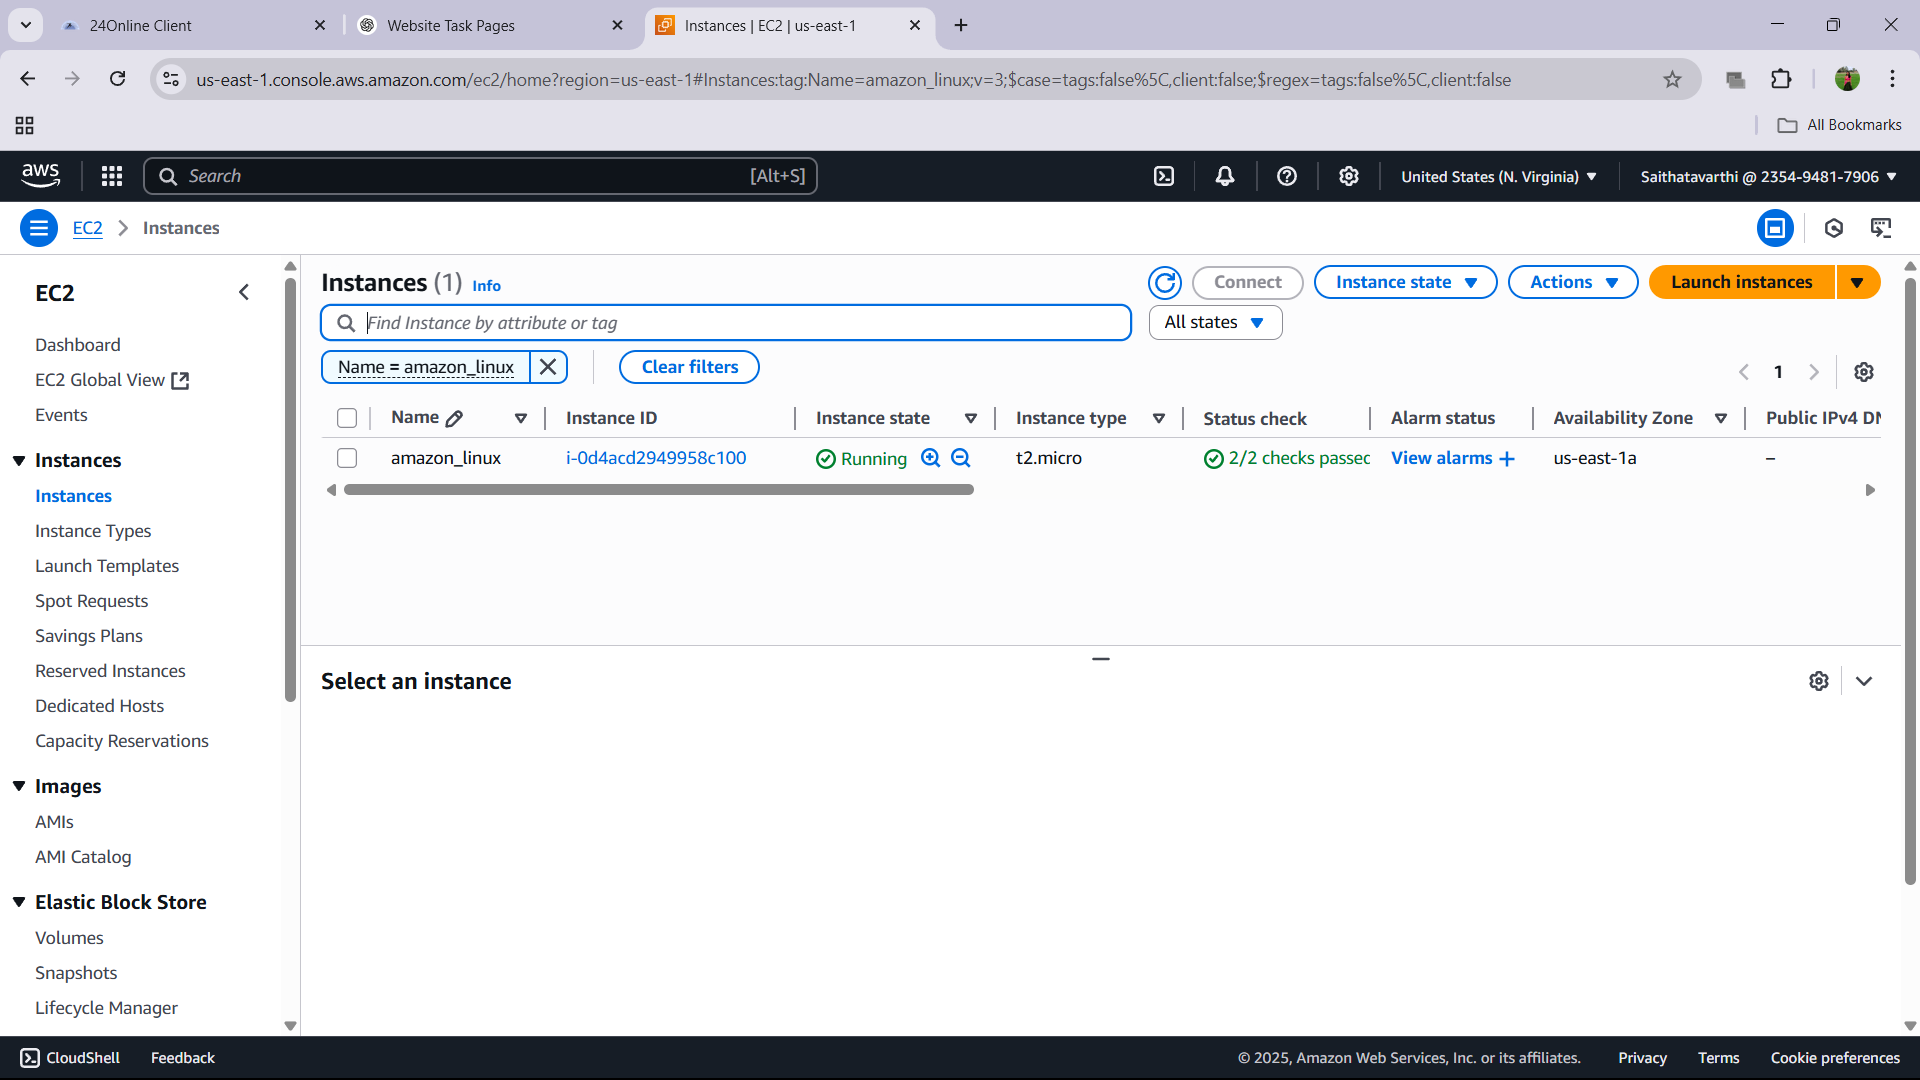 24Online Client
Website Task Pages
Instances | EC2 | us-east-1
us-east-1.console.aws.amazon.com/ec2/home?region=us-east-1#Instances:tag:Name=amazon_linux;v=3;$case=tags:false%5C,client:false;$regex=tags:false%5C,client:false
All Bookmarks
aws
Search
[Alt+S]
United States (N. Virginia)
Saithatavarthi @ 2354-9481-7906
EC2
Instances
EC2
Dashboard
EC2 Global View
Events
Instances
Instances
Instance Types
Launch Templates
Spot Requests
Savings Plans
Reserved Instances
Dedicated Hosts
Capacity Reservations
Images
AMIs
AMI Catalog
Elastic Block Store
Volumes
Snapshots
Lifecycle Manager
Instances (1) Info
Connect
Instance state
Actions
Launch instances
Find Instance by attribute or tag
All states
Name = amazon_linux
Clear filters
1
Name Instance ID Instance state Instance type Status check Alarm status Availability Zone Public IPv4 DN
amazon_linux i-0d4acd2949958c100 Running t2.micro 2/2 checks passed View alarms + us-east-1a –
Select an instance
CloudShell Feedback © 2025, Amazon Web Services, Inc. or its affiliates. Privacy Terms Cookie preferences